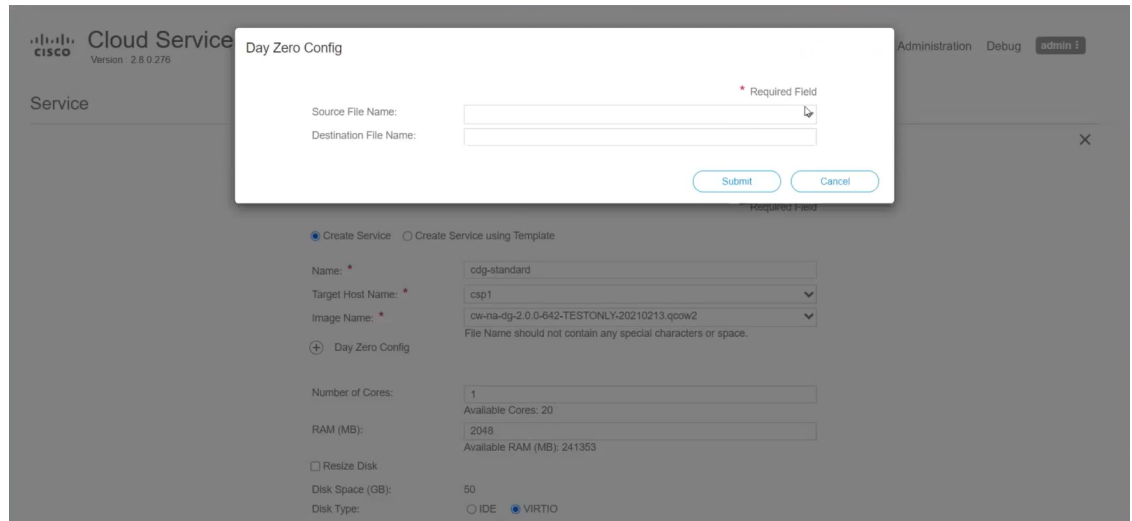 cisco
Cloud Service
Version 2.8.0.276
Administration Debug admin
Service
Day Zero Config
* Required Field
Source File Name:
Destination File Name:
Submit Cancel
* Required Field
Create Service Create Service using Template
Name: * cdg-standard
Target Host Name: * csp1
Image Name: * cw-na-dg-2.0.0-642-TESTONLY-20210213.qcow2
File Name should not contain any special characters or space.
Day Zero Config
Number of Cores: 1
Available Cores: 20
RAM (MB): 2048
Available RAM (MB): 241353
Resize Disk
Disk Space (GB): 50
Disk Type: IDE VIRTIO